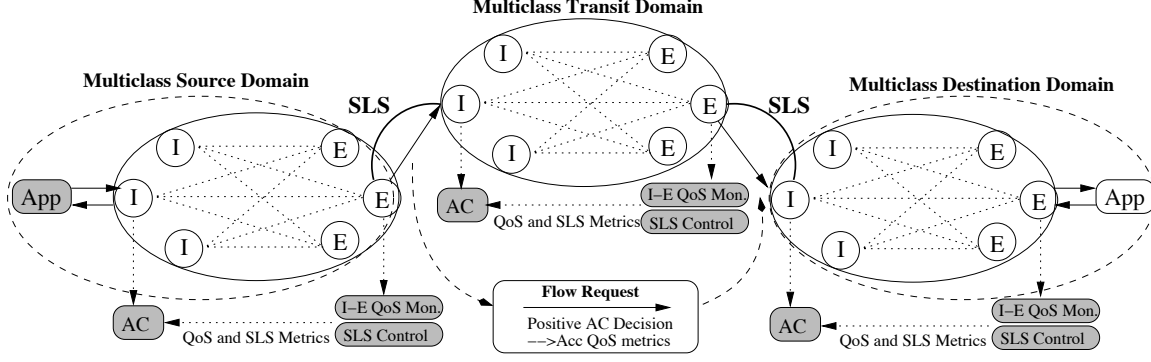 Multiclass Transit Domain
Multiclass Source Domain
Multiclass Destination Domain
SLS
SLS
I
E
I
E
I
E
I
E
I
E
I
E
App
I
E
I
E
App
I
E
I
E
AC
I–E QoS Mon.
QoS and SLS Metrics
SLS Control
AC
I–E QoS Mon.
QoS and SLS Metrics
SLS Control
Flow Request
Positive AC Decision
-->Acc QoS metrics
AC
I–E QoS Mon.
QoS and SLS Metrics
SLS Control